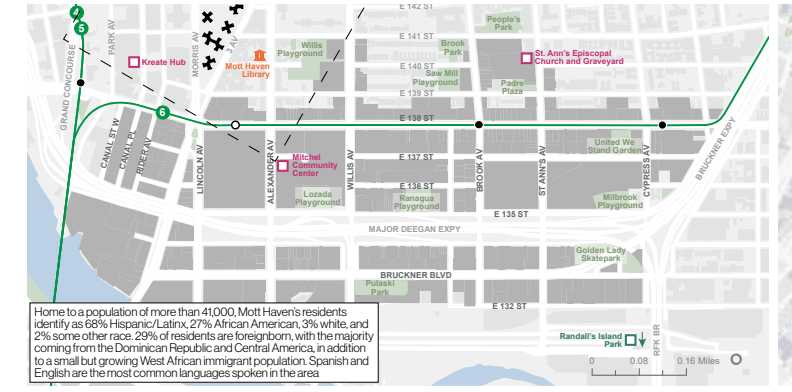 E 142 ST
4
5
6
GRAND CONCOURSE
PARK AV
MORRIS AV
3 AV
People's
Park
E 141 ST
Willis
Playground
Brook
Park
St. Ann's Episcopal
Church and Graveyard
Kreate Hub
Mott Haven
Library
E 140 ST
Saw Mill
Playground
Padre
Plaza
E 139 ST
E 138 ST
CANAL ST W
CANAL PL
RIDER AV
LINCOLN AV
ALEXANDER AV
WILLIS AV
BROOK AV
ST ANN'S AV
CYPRESS AV
BRUCKNER EXPY
United We
Stand Garden
Mitchel
Community
Center
E 137 ST
E 136 ST
Lozada
Playground
Ranaqua
Playground
Milbrook
Playground
E 135 ST
MAJOR DEEGAN EXPY
Golden Lady
Skatepark
BRUCKNER BLVD
Pulaski
Park
E 132 ST
Home to a population of more than 41,000, Mott Haven's residents
identify as 68% Hispanic/Latinx, 27% African American, 3% white, and
2% some other race. 29% of residents are foreignborn, with the majority
coming from the Dominican Republic and Central America, in addition
to a small but growing West African immigrant population. Spanish and
English are the most common languages spoken in the area
Randall's Island
Park
RFK BR
0 0.08 0.16 Miles